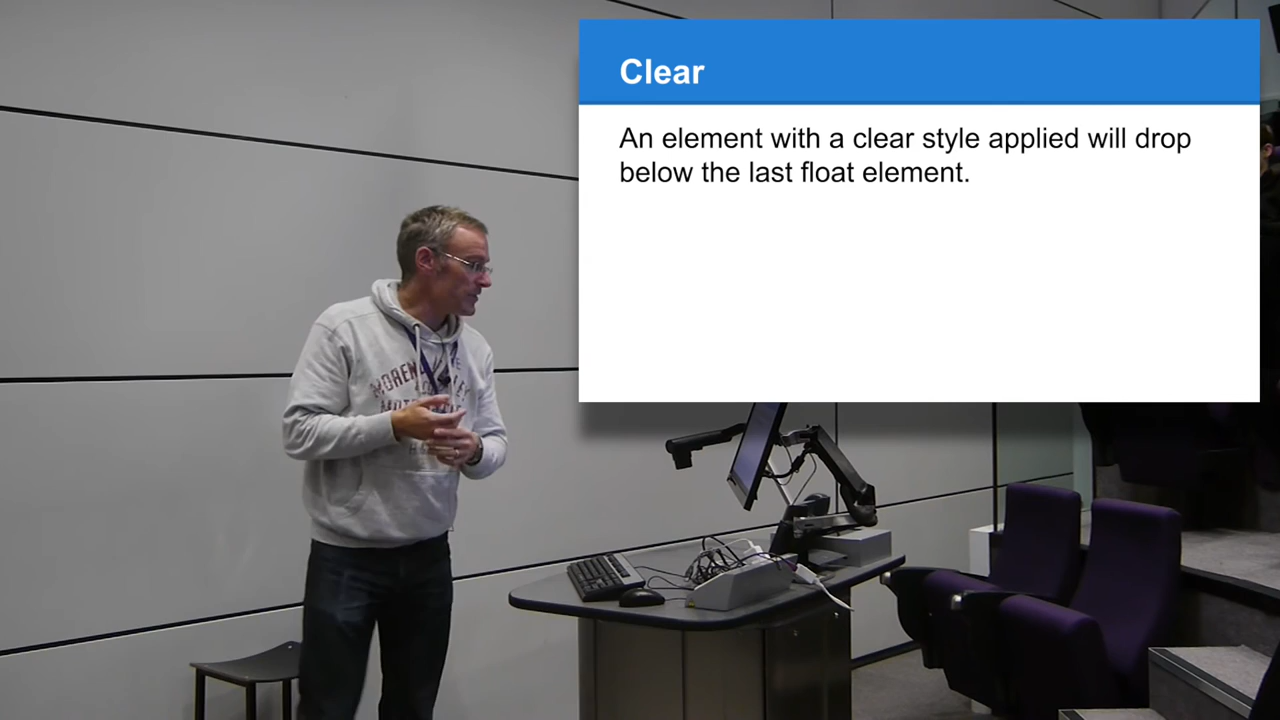 Clear
An element with a clear style applied will drop
below the last float element.